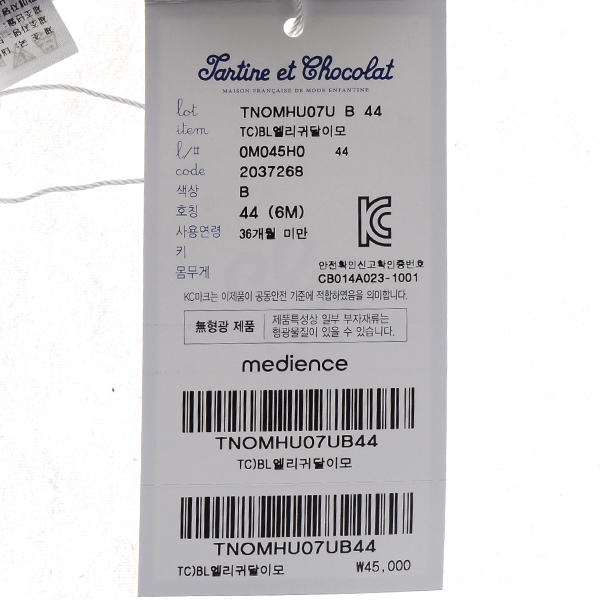 Tartine et Chocolat
MAISON FRANÇAISE DE MODE ENFANTINE
lot TNOMHU07U B 44
item TC)BL엘리귀달이모
l/# 0M045H0 44
code 2037268
색상 B
호칭 44 (6M)
사용연령 36개월 미만
키
몸무게
안전확인신고확인증번호
CB014A023-1001
KC마크는 이제품이 공동안전 기준에 적합하였음을 의미합니다.
無형광 제품
제품특성상 일부 부자재류는
형광물질이 있을 수 있습니다.
medience
TNOMHU07UB44
TC)BL엘리귀달이모
TNOMHU07UB44
TC)BL엘리귀달이모 ₩45,000